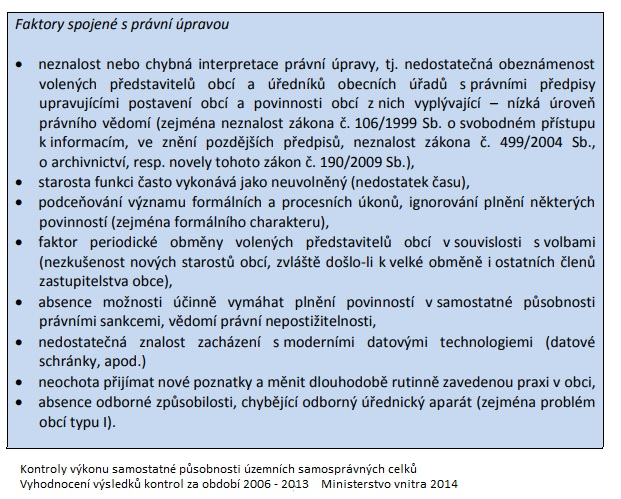 Faktory spojené s právní úpravou
• neznalost nebo chybná interpretace právní úpravy, tj. nedostatečná obeznámenost
volených představitelů obcí a úředníků obecních úřadů s právními předpisy
upravujícími postavení obcí a povinnosti obcí z nich vyplývající – nízká úroveň
právního vědomí (zejména neznalost zákona č. 106/1999 Sb. o svobodném přístupu
k informacím, ve znění pozdějších předpisů, neznalost zákona č. 499/2004 Sb.,
o archivnictví, resp. novely tohoto zákon č. 190/2009 Sb.),
• starosta funkci často vykonává jako neuvolněný (nedostatek času),
• podceňování významu formálních a procesních úkonů, ignorování plnění některých
povinností (zejména formálního charakteru),
• faktor periodické obměny volených představitelů obcí v souvislosti s volbami
(nezkušenost nových starostů obcí, zvláště došlo-li k velké obměně i ostatních členů
zastupitelstva obce),
• absence možnosti účinně vymáhat plnění povinností v samostatné působnosti
právními sankcemi, vědomí právní nepostižitelnosti,
• nedostatečná znalost zacházení s moderními datovými technologiemi (datové
schránky, apod.)
• neochota přijímat nové poznatky a měnit dlouhodobě rutinně zavedenou praxi v obci,
• absence odborné způsobilosti, chybějící odborný úřednický aparát (zejména problém
obcí typu I).
Kontroly výkonu samostatné působnosti územních samosprávných celků
Vyhodnocení výsledků kontrol za období 2006 - 2013 Ministerstvo vnitra 2014